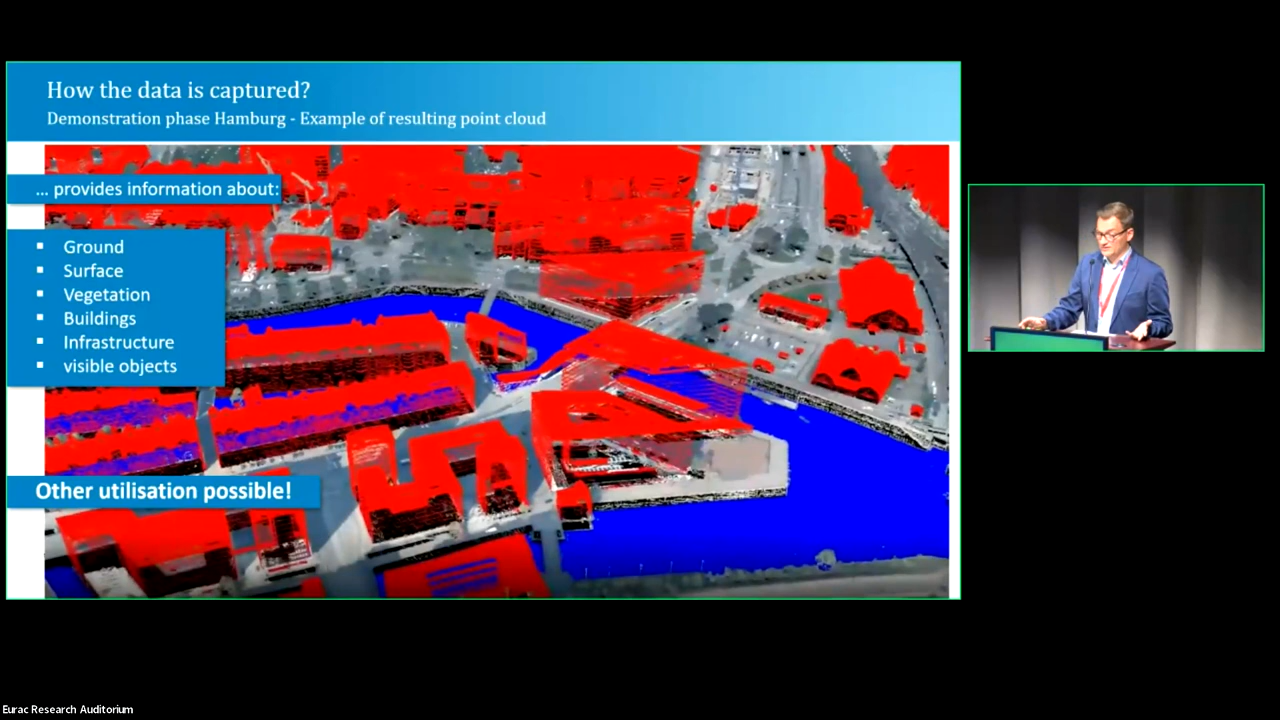 How the data is captured?
Demonstration phase Hamburg - Example of resulting point cloud
... provides information about:
Ground
Surface
Vegetation
Buildings
Infrastructure
visible objects
Other utilisation possible!
Eurac Research Auditorium